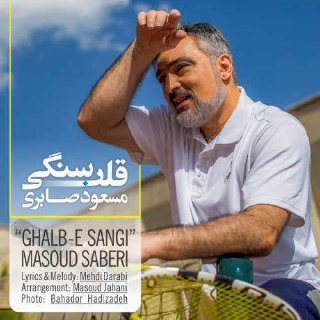 قلب سنگی
مسعود صابری
“GHALB-E SANGI”
MASOUD SABERI
Lyrics & Melody: Mehdi Darabi
Arrangement: Masoud Jahani
Photo: Bahador Hadizadeh